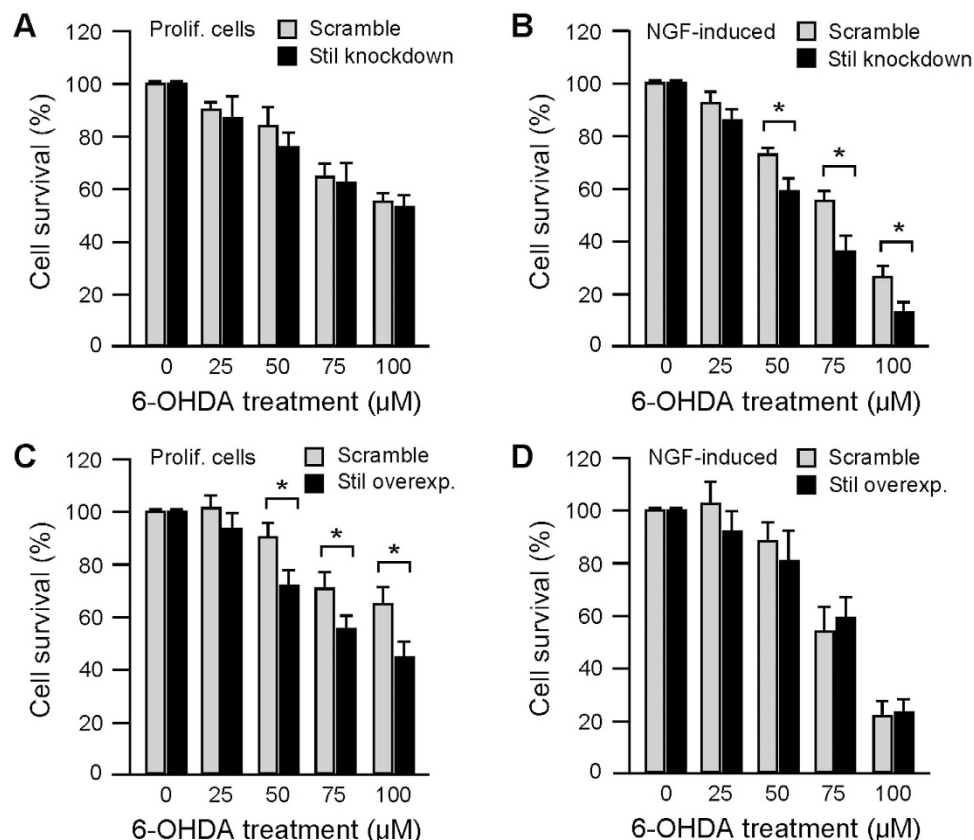 A
Prolif. cells
Scramble
Stil knockdown
Cell survival (%)
120
100
80
60
40
20
0
0 25 50 75 100
6-OHDA treatment (µM)
B
NGF-induced
Scramble
Stil knockdown
Cell survival (%)
120
100
80
60
40
20
0
* * *
0 25 50 75 100
6-OHDA treatment (µM)
C
Prolif. cells
Scramble
Stil overexp.
Cell survival (%)
120
100
80
60
40
20
0
* * *
0 25 50 75 100
6-OHDA treatment (µM)
D
NGF-induced
Scramble
Stil overexp.
Cell survival (%)
120
100
80
60
40
20
0
0 25 50 75 100
6-OHDA treatment (µM)